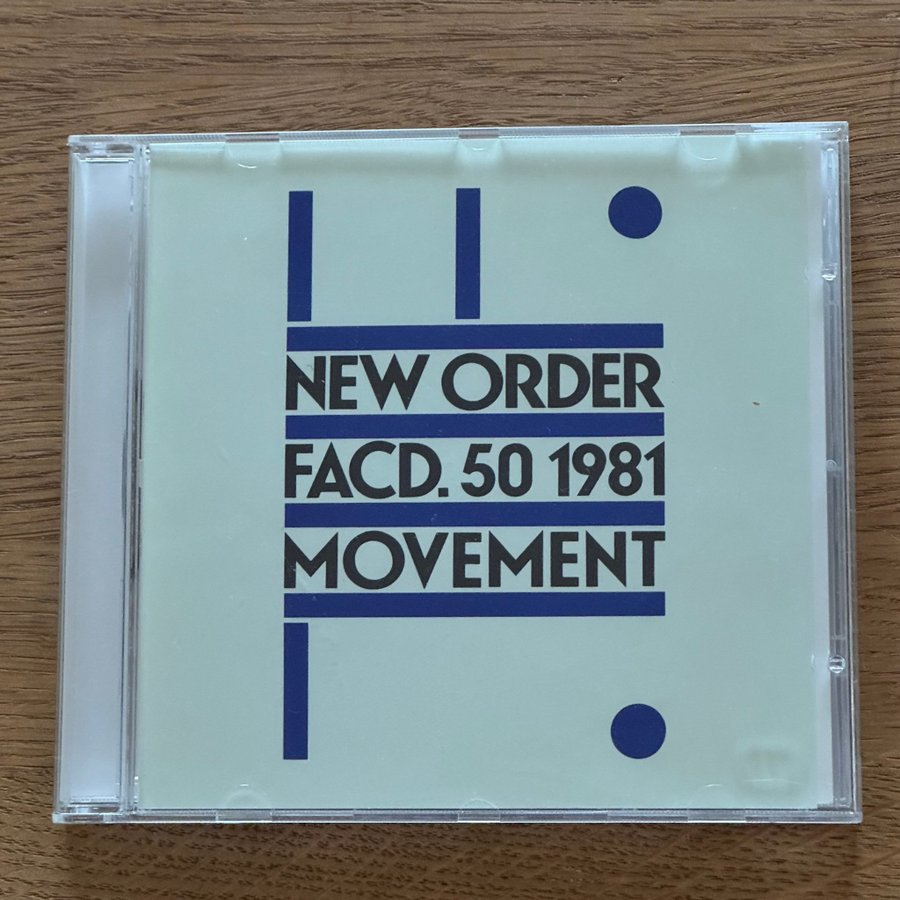 NEW ORDER
FACD. 50 1981
MOVEMENT